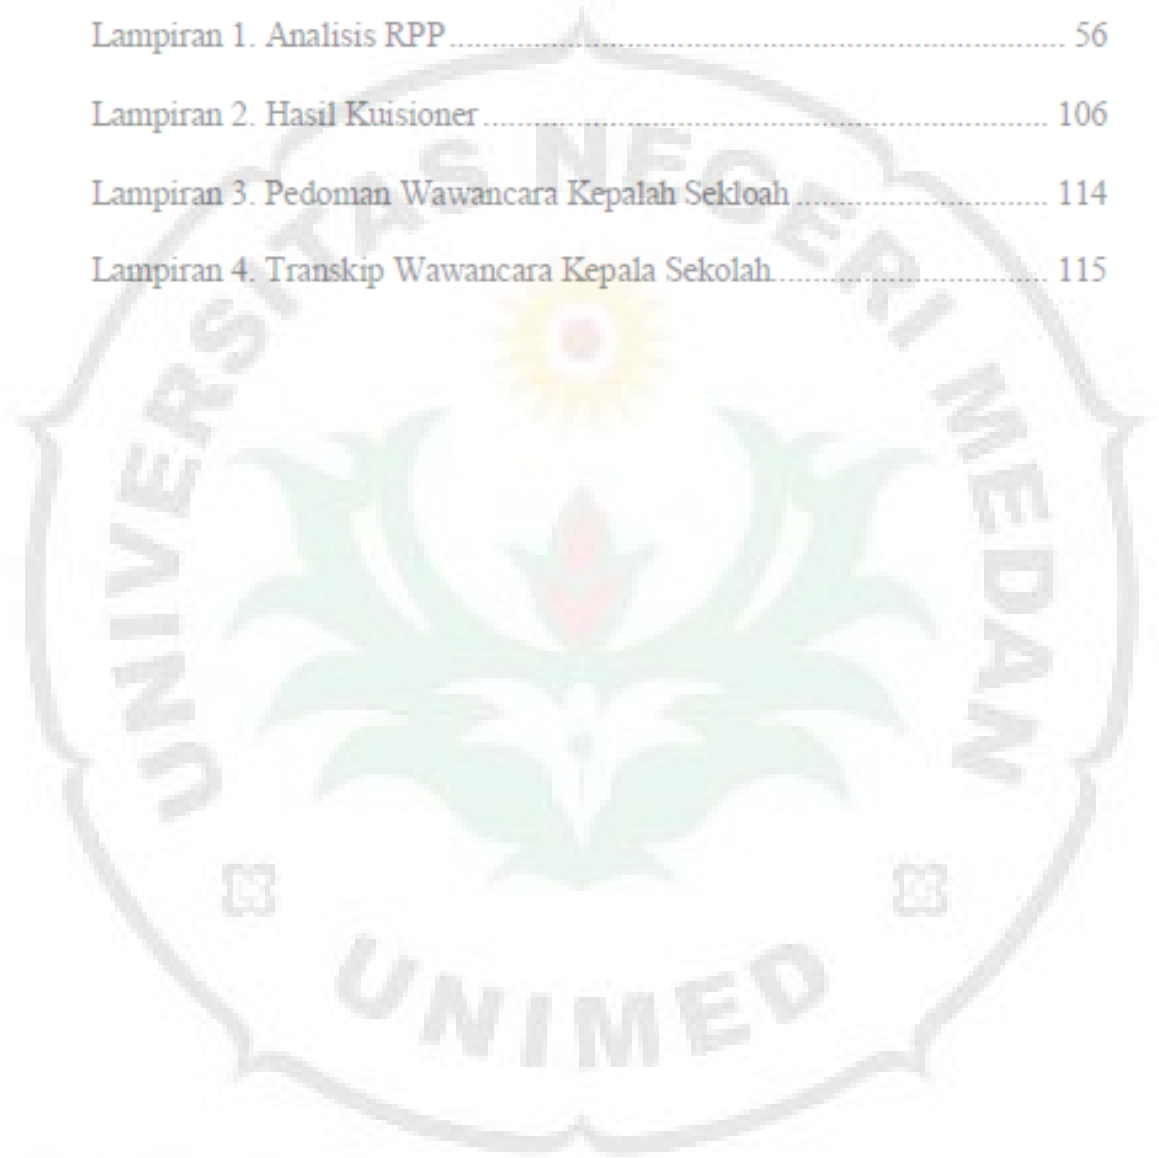 Lampiran 1. Analisis RPP ........................................................................ 56
Lampiran 2. Hasil Kuisioner .................................................................. 106
Lampiran 3. Pedoman Wawancara Kepalah Sekloah .............................. 114
Lampiran 4. Transkip Wawancara Kepala Sekolah................................ 115
UNIVERSITAS NEGERI MEDAN
UNIMED